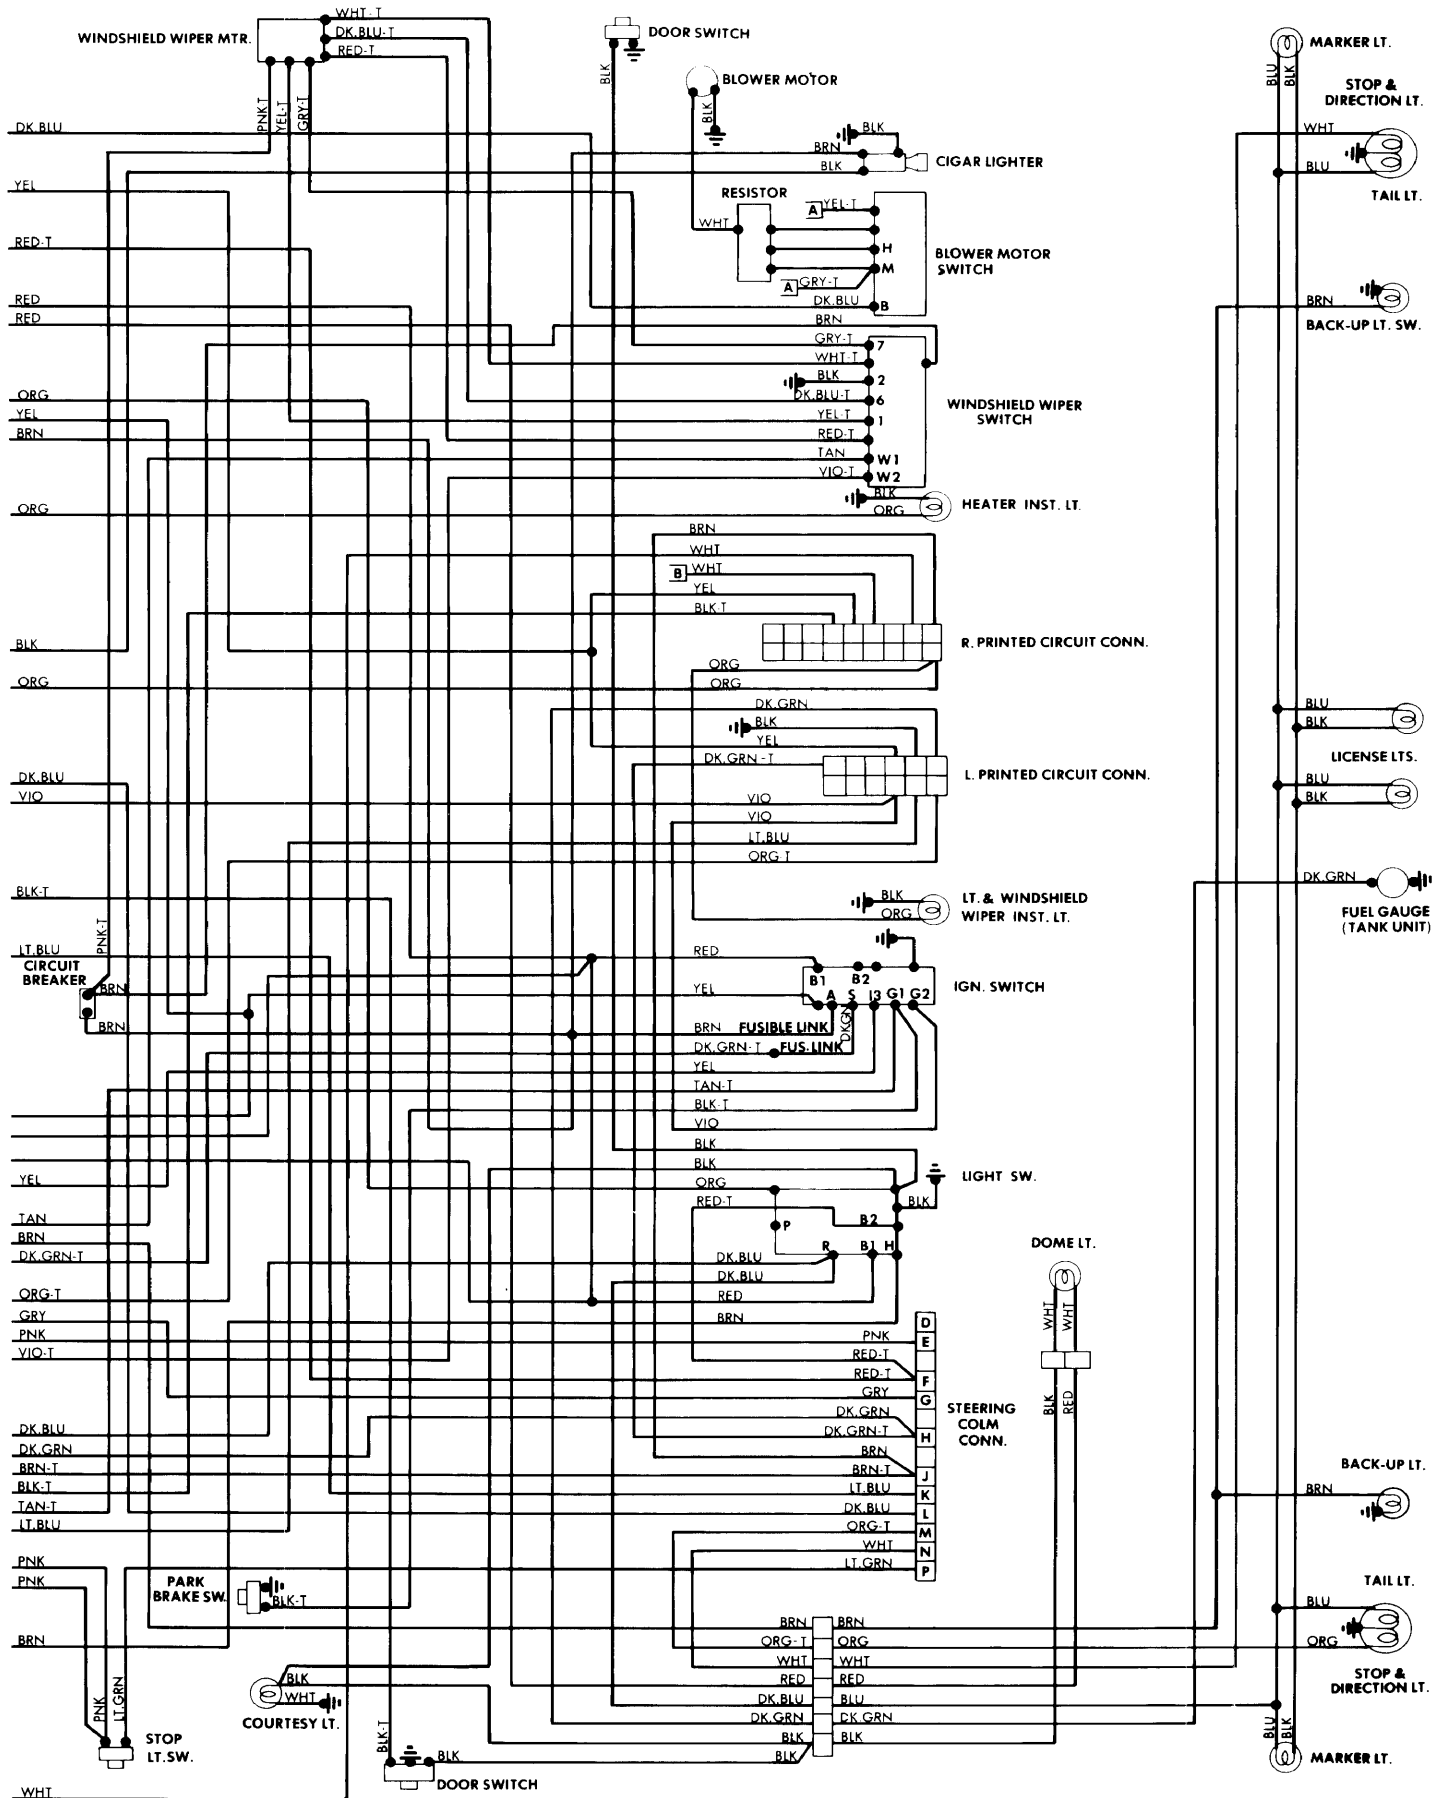 WHT-T
DK.BLU-T
RED-T
WINDSHIELD WIPER MTR.
PNK-T
YEL-T
GRY-T
DOOR SWITCH
BLK
BLOWER MOTOR
BLK
MARKER LT.
BLU
BLK
STOP &
DIRECTION LT.
WHT
BLU
TAIL LT.
DK.BLU
YEL
RED-T
RED
RED
ORG
YEL
BRN
ORG
BLK
ORG
DK.BLU
VIO
BLK-T
LT.BLU
CIRCUIT
BREAKER
PNK-T
BRN
BRN
BLK
BRN
BLK
CIGAR LIGHTER
RESISTOR
WHT
A
YEL-T
H
M
A
GRY-T
DK.BLU
B
BLOWER MOTOR
SWITCH
BRN
GRY-T
7
WHT-T
BLK
2
DK.BLU-T
6
YEL-T
1
RED-T
TAN
W1
VIO-T
W2
WINDSHIELD WIPER
SWITCH
BLK
ORG
HEATER INST. LT.
BRN
WHT
B
WHT
YEL
BLK-T
R. PRINTED CIRCUIT CONN.
ORG
ORG
DK.GRN
BLK
YEL
DK.GRN-T
L. PRINTED CIRCUIT CONN.
VIO
VIO
LT.BLU
ORG-T
BLK
ORG
LT. & WINDSHIELD
WIPER INST. LT.
RED
B1
B2
YEL
A
S
I3
G1
G2
IGN. SWITCH
BRN
FUSIBLE LINK
DKGN
DK.GRN-T
FUS.LINK
YEL
TAN-T
BLK-T
VIO
BLK
BLK
ORG
RED-T
LIGHT SW.
BLK
B2
P
R
B1
H
DK.BLU
DK.BLU
RED
BRN
BRN
BACK-UP LT. SW.
BLU
BLK
LICENSE LTS.
BLU
BLK
DK.GRN
FUEL GAUGE
(TANK UNIT)
DOME LT.
WHT
WHT
BLK
RED
YEL
TAN
BRN
DK.GRN-T
ORG-T
GRY
PNK
VIO-T
DK.BLU
DK.GRN
BRN-T
BLK-T
TAN-T
LT.BLU
PNK
PNK
BRN
D
PNK
E
RED-T
RED-T
F
GRY
G
DK.GRN
DK.GRN-T
H
BRN
BRN-T
J
LT.BLU
K
DK.BLU
L
ORG-T
M
WHT
N
LT.GRN
P
STEERING
COLM
CONN.
BACK-UP LT.
BRN
TAIL LT.
BLU
ORG
STOP &
DIRECTION LT.
BLU
BLK
MARKER LT.
PARK
BRAKE SW.
BLK-T
BRN
BRN
ORG-T
ORG
WHT
WHT
RED
RED
DK.BLU
BLU
DK.GRN
DK.GRN
BLK
BLK
BLK
BLK
WHT
COURTESY LT.
PNK
LT.GRN
STOP
LT.SW.
BLK-T
BLK
DOOR SWITCH
WHT